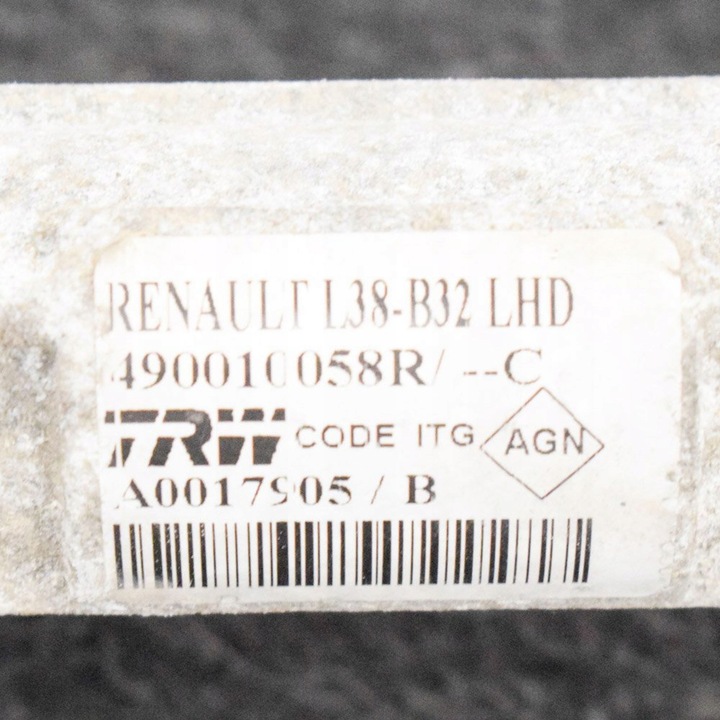 RENAULT L38-B32 LHD
490010058R/ --C
TRW CODE ITG AGN
A0017905 / B